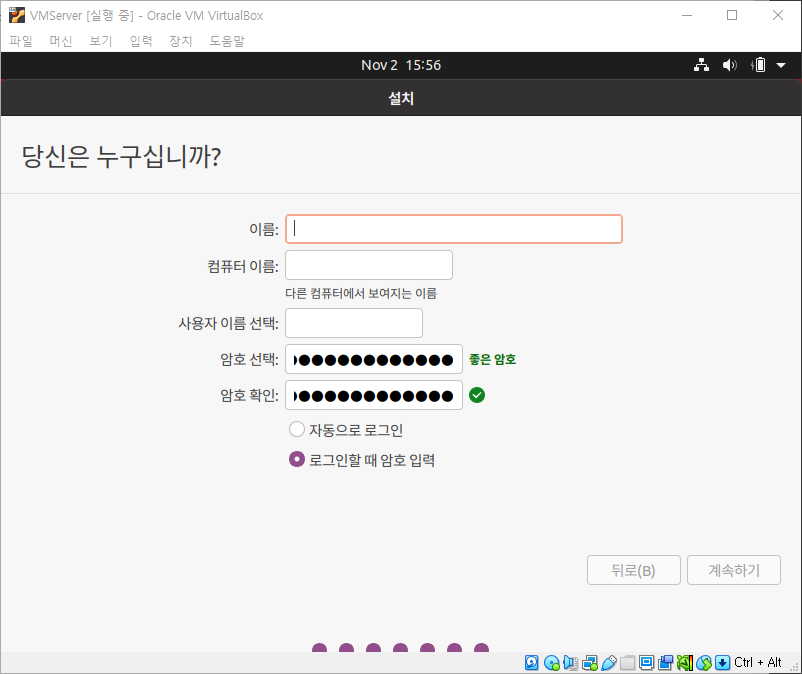 VMServer [실행 중] - Oracle VM VirtualBox
파일 머신 보기 입력 장치 도움말
Nov 2 15:56
설치
당신은 누구십니까?
이름:
컴퓨터 이름:
다른 컴퓨터에서 보여지는 이름
사용자 이름 선택:
암호 선택: ●●●●●●●●●●●● 좋은 암호
암호 확인: ●●●●●●●●●●●●
자동으로 로그인
로그인할 때 암호 입력
뒤로(B) 계속하기
Ctrl + Alt